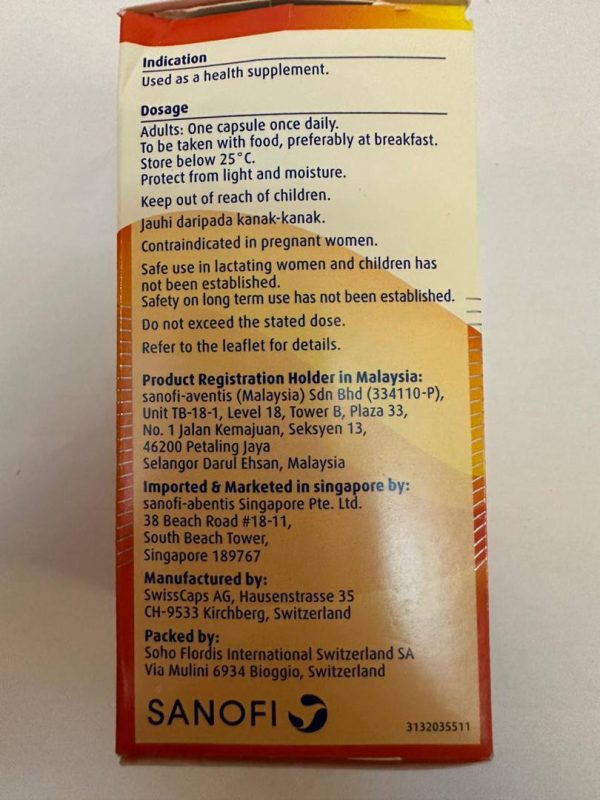 Indication
Used as a health supplement.
Dosage
Adults: One capsule once daily.
To be taken with food, preferably at breakfast.
Store below 25°C.
Protect from light and moisture.
Keep out of reach of children.
Jauhi daripada kanak-kanak.
Contraindicated in pregnant women.
Safe use in lactating women and children has
not been established.
Safety on long term use has not been established.
Do not exceed the stated dose.
Refer to the leaflet for details.
Product Registration Holder in Malaysia:
sanofi-aventis (Malaysia) Sdn Bhd (334110-P),
Unit TB-18-1, Level 18, Tower B, Plaza 33,
No. 1 Jalan Kemajuan, Seksyen 13,
46200 Petaling Jaya
Selangor Darul Ehsan, Malaysia
Imported & Marketed in singapore by:
sanofi-abentis Singapore Pte. Ltd.
38 Beach Road #18-11,
South Beach Tower,
Singapore 189767
Manufactured by:
SwissCaps AG, Hausenstrasse 35
CH-9533 Kirchberg, Switzerland
Packed by:
Soho Flordis International Switzerland SA
Via Mulini 6934 Bioggio, Switzerland
SANOFI
3132035511